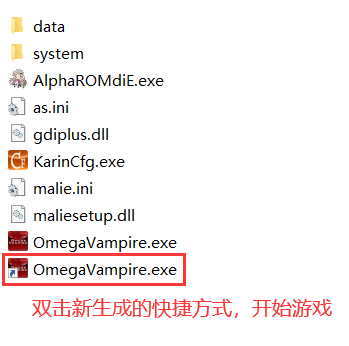 data
system
AlphaROMdiE.exe
as.ini
gdiplus.dll
KarinCfg.exe
malie.ini
maliesetup.dll
OmegaVampire.exe
OmegaVampire.exe
双击新生成的快捷方式，开始游戏